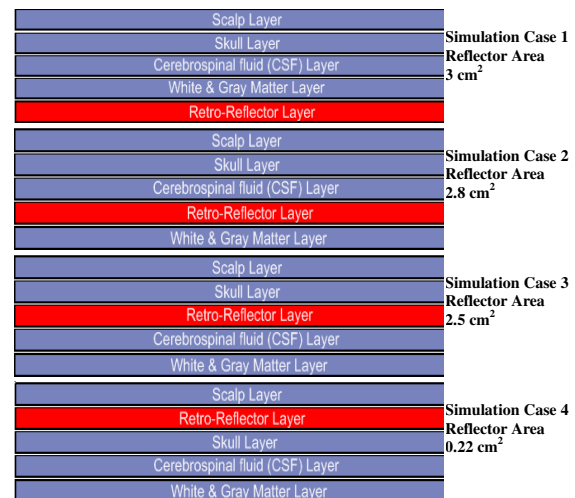 Scalp Layer
Skull Layer
Cerebrospinal fluid (CSF) Layer
White & Gray Matter Layer
Retro-Reflector Layer
Simulation Case 1
Reflector Area
3 cm²
Scalp Layer
Skull Layer
Cerebrospinal fluid (CSF) Layer
Retro-Reflector Layer
White & Gray Matter Layer
Simulation Case 2
Reflector Area
2.8 cm²
Scalp Layer
Skull Layer
Retro-Reflector Layer
Cerebrospinal fluid (CSF) Layer
White & Gray Matter Layer
Simulation Case 3
Reflector Area
2.5 cm²
Scalp Layer
Retro-Reflector Layer
Skull Layer
Cerebrospinal fluid (CSF) Layer
White & Gray Matter Layer
Simulation Case 4
Reflector Area
0.22 cm²